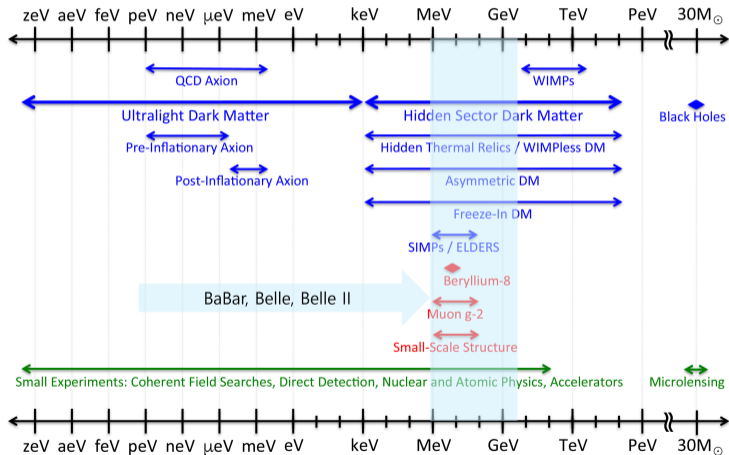 zeV aeV feV peV neV μeV meV eV keV MeV GeV TeV PeV 30M☉
QCD Axion WIMPs
Ultralight Dark Matter Hidden Sector Dark Matter Black Holes
Pre-Inflationary Axion Hidden Thermal Relics / WIMPless DM
Post-Inflationary Axion Asymmetric DM
Freeze-In DM
SIMPs / ELDERS
Beryllium-8
BaBar, Belle, Belle II
Muon g-2
Small-Scale Structure
Small Experiments: Coherent Field Searches, Direct Detection, Nuclear and Atomic Physics, Accelerators Microlensing
zeV aeV feV peV neV μeV meV eV keV MeV GeV TeV PeV 30M☉